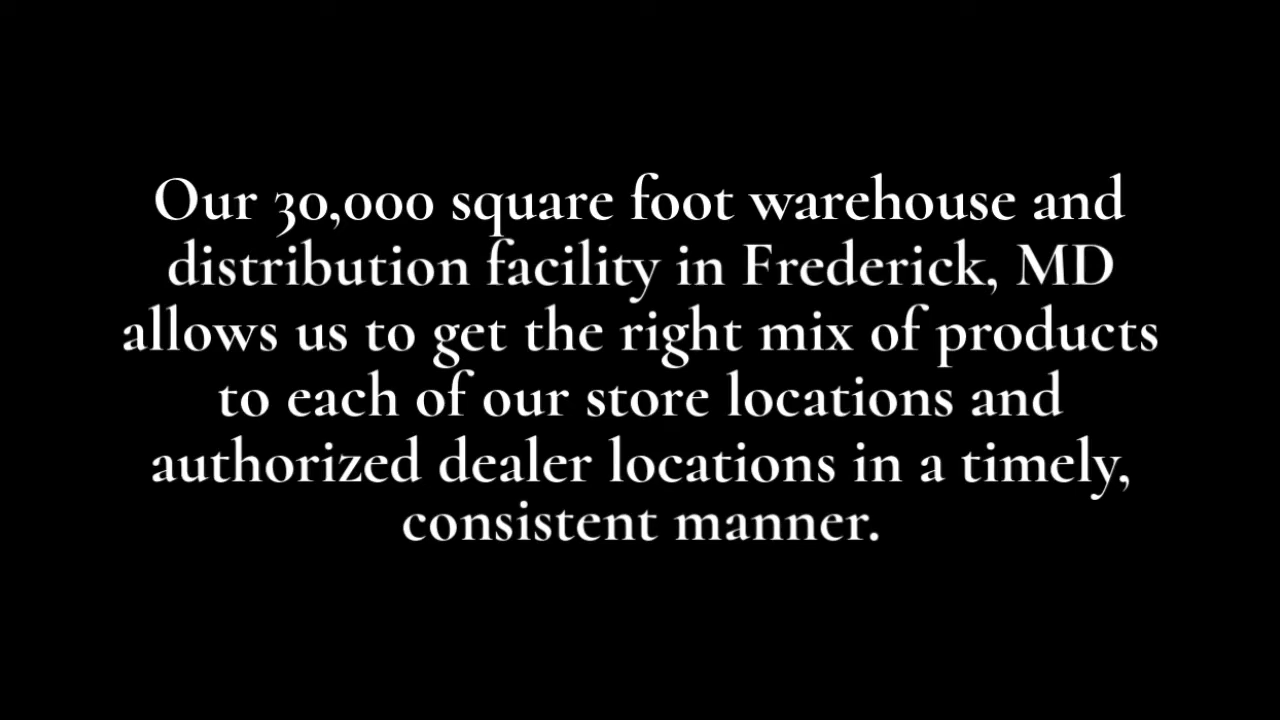 Our 30,000 square foot warehouse and
distribution facility in Frederick, MD
allows us to get the right mix of products
to each of our store locations and
authorized dealer locations in a timely,
consistent manner.